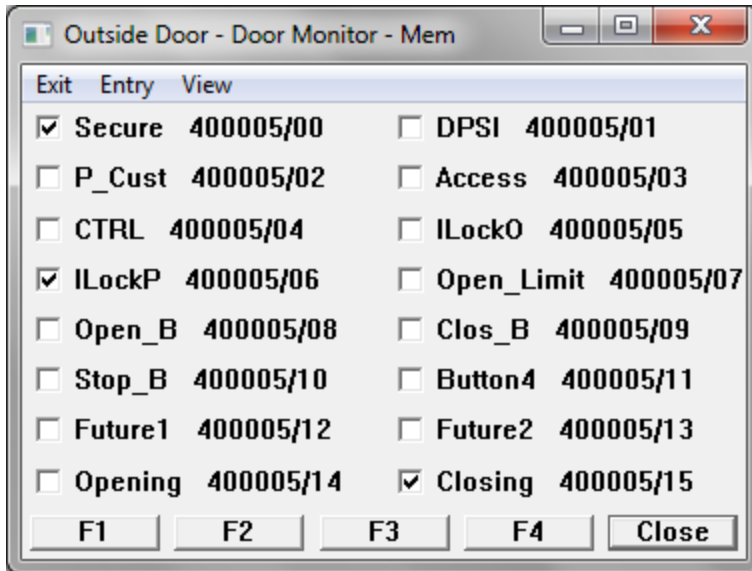 Outside Door - Door Monitor - Mem
Exit Entry View
Secure 400005/00 DPSI 400005/01
P_Cust 400005/02 Access 400005/03
CTRL 400005/04 ILockO 400005/05
ILockP 400005/06 Open_Limit 400005/07
Open_B 400005/08 Clos_B 400005/09
Stop_B 400005/10 Button4 400005/11
Future1 400005/12 Future2 400005/13
Opening 400005/14 Closing 400005/15
F1 F2 F3 F4 Close